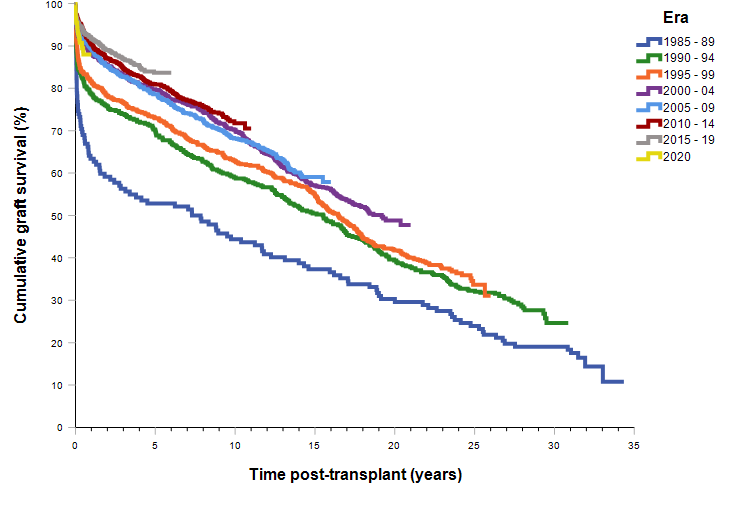 Era
1985 - 89
1990 - 94
1995 - 99
2000 - 04
2005 - 09
2010 - 14
2015 - 19
2020
Cumulative graft survival (%)
100
90
80
70
60
50
40
30
20
10
0
0 5 10 15 20 25 30 35
Time post-transplant (years)